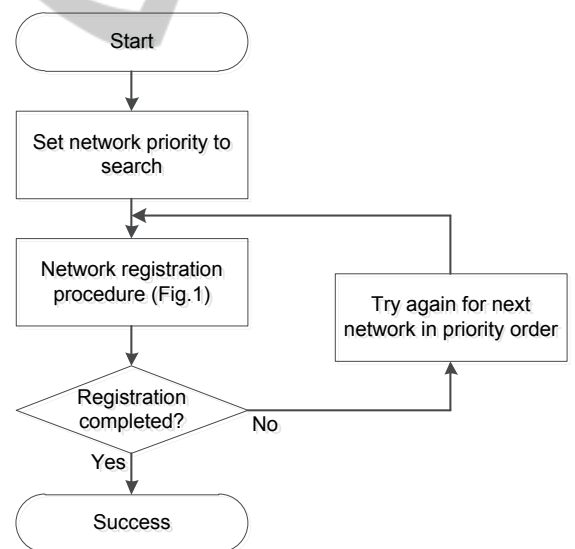 Start
Set network priority to
search
Network registration
procedure (Fig.1)
Try again for next
network in priority order
Registration
completed?
No
Yes
Success